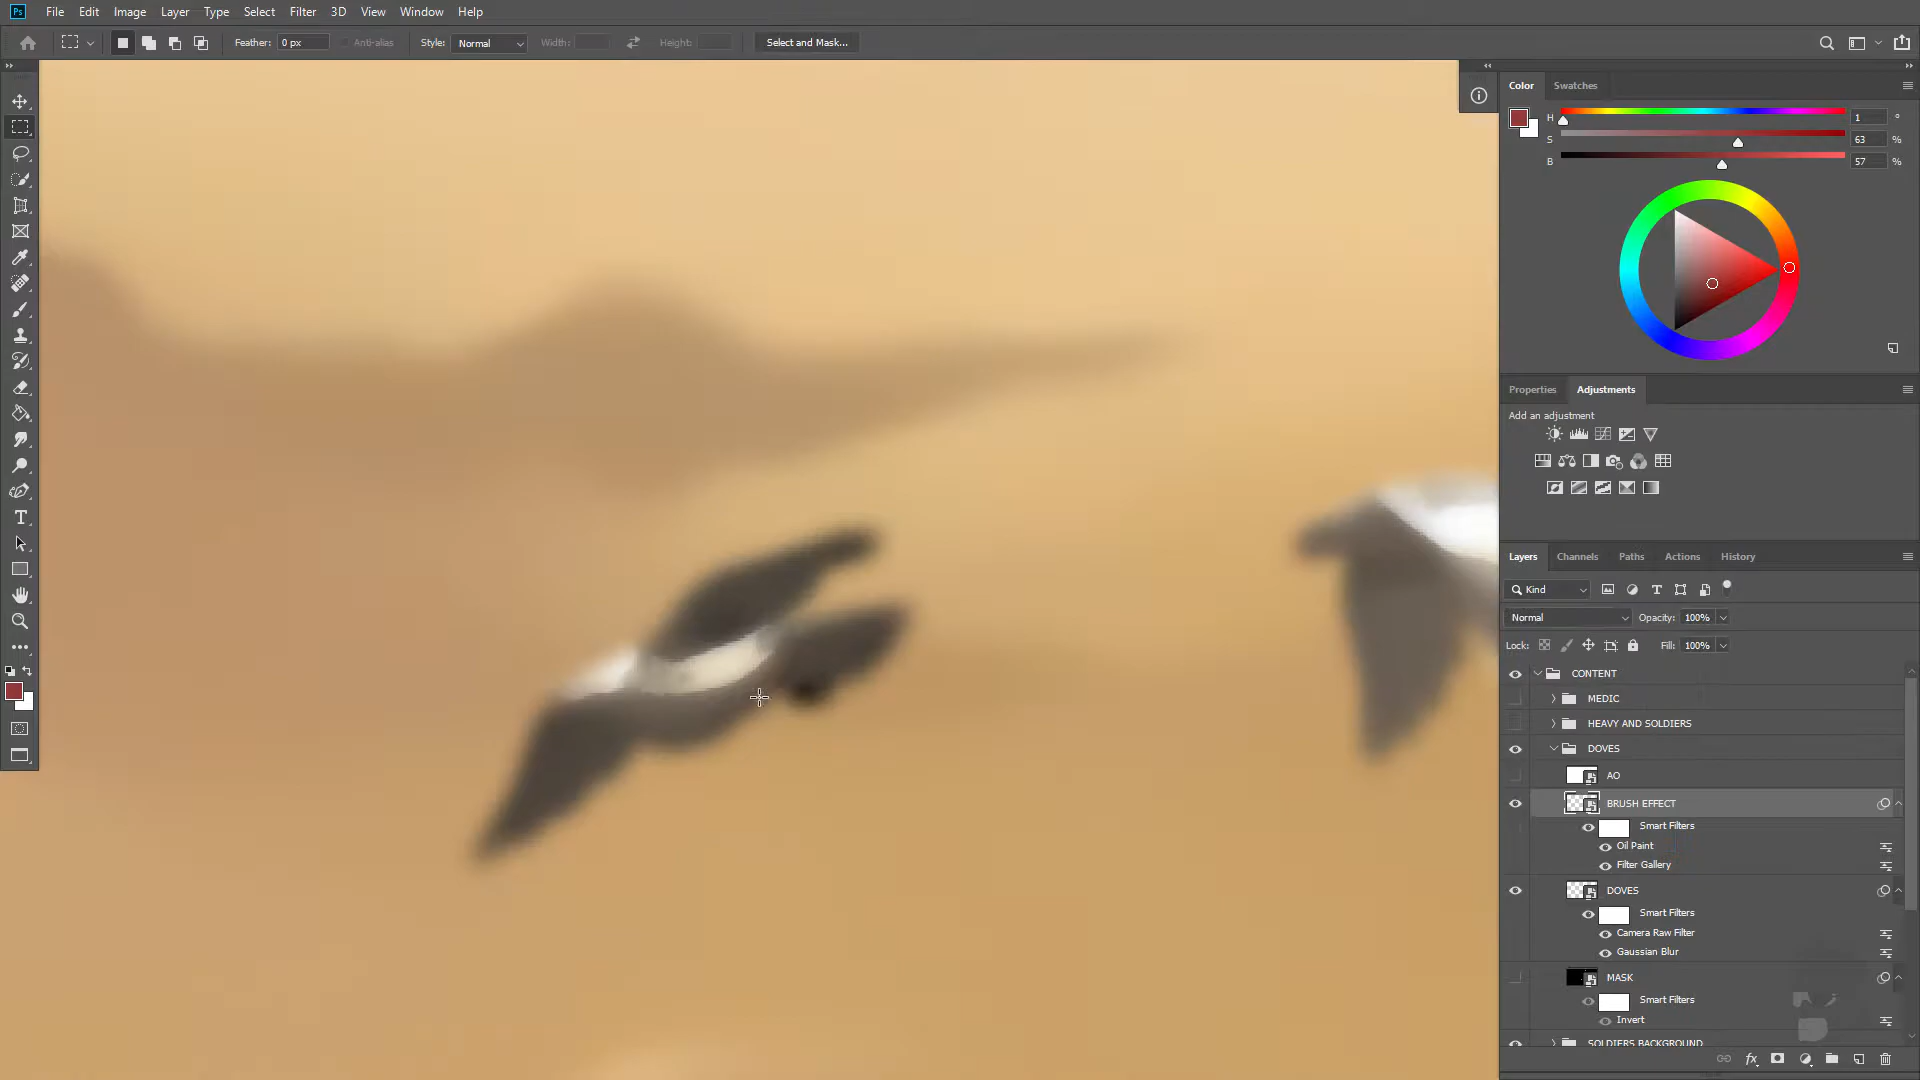 Ps File Edit Image Layer Type Select Filter 3D View Window Help
Feather: 0 px Anti-alias Style: Normal Width: Height: Select and Mask...
Color Swatches
H 1 °
S 63 %
B 57 %
Properties Adjustments
Add an adjustment
Layers Channels Paths Actions History
Kind
Normal Opacity: 100%
Lock: Fill: 100%
CONTENT
MEDIC
HEAVY AND SOLDIERS
DOVES
AO
BRUSH EFFECT
Smart Filters
Oil Paint
Filter Gallery
DOVES
Smart Filters
Camera Raw Filter
Gaussian Blur
MASK
Smart Filters
Invert
SOLDIERS BACKGROUND